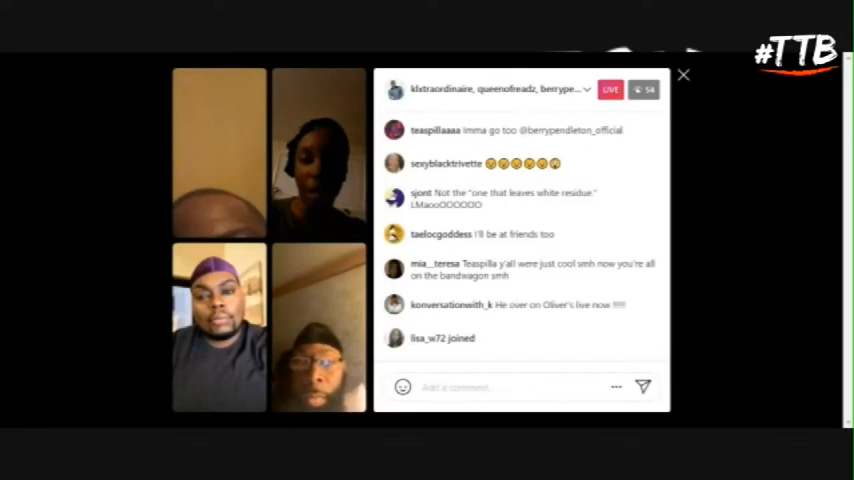 #TTB
klxtraordinaire, queenofreadz, berrype...
LIVE
54
teaspillaaaa Imma go too @berrypendleton_official
sexyblacktrivette
sjont Not the "one that leaves white residue."
LMaooOOOOOO
taelocgoddess I'll be at friends too
mia__teresa Teaspilla y'all were just cool smh now you're all
on the bandwagon smh
konversationwith_k He over on Oliver's live now !!!!!
lisa_w72 joined
Add a comment...